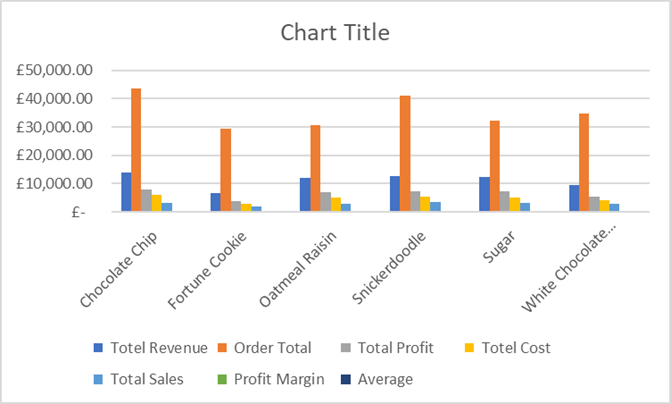 Chart Title
£50,000.00
£40,000.00
£30,000.00
£20,000.00
£10,000.00
£-
Chocolate Chip
Fortune Cookie
Oatmeal Raisin
Snickerdoodle
Sugar
White Chocolate...
Totel Revenue
Order Total
Total Profit
Totel Cost
Total Sales
Profit Margin
Average